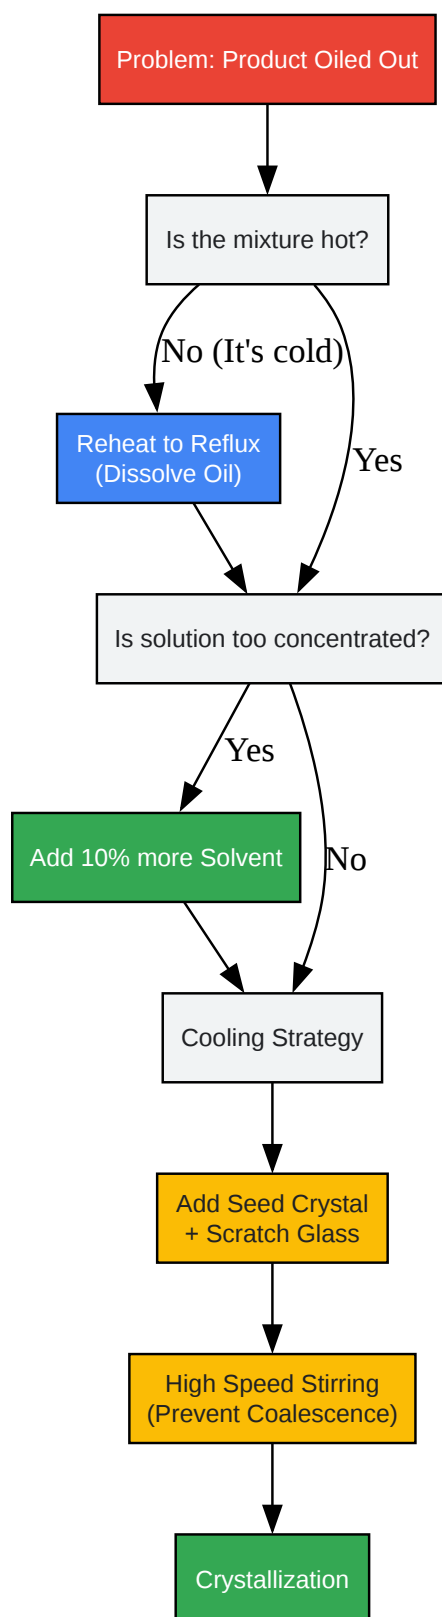 Problem: Product Oiled Out
Is the mixture hot?
No (It's cold)
Reheat to Reflux
(Dissolve Oil)
Yes
Is solution too concentrated?
Yes
Add 10% more Solvent
No
Cooling Strategy
Add Seed Crystal
+ Scratch Glass
High Speed Stirring
(Prevent Coalescence)
Crystallization